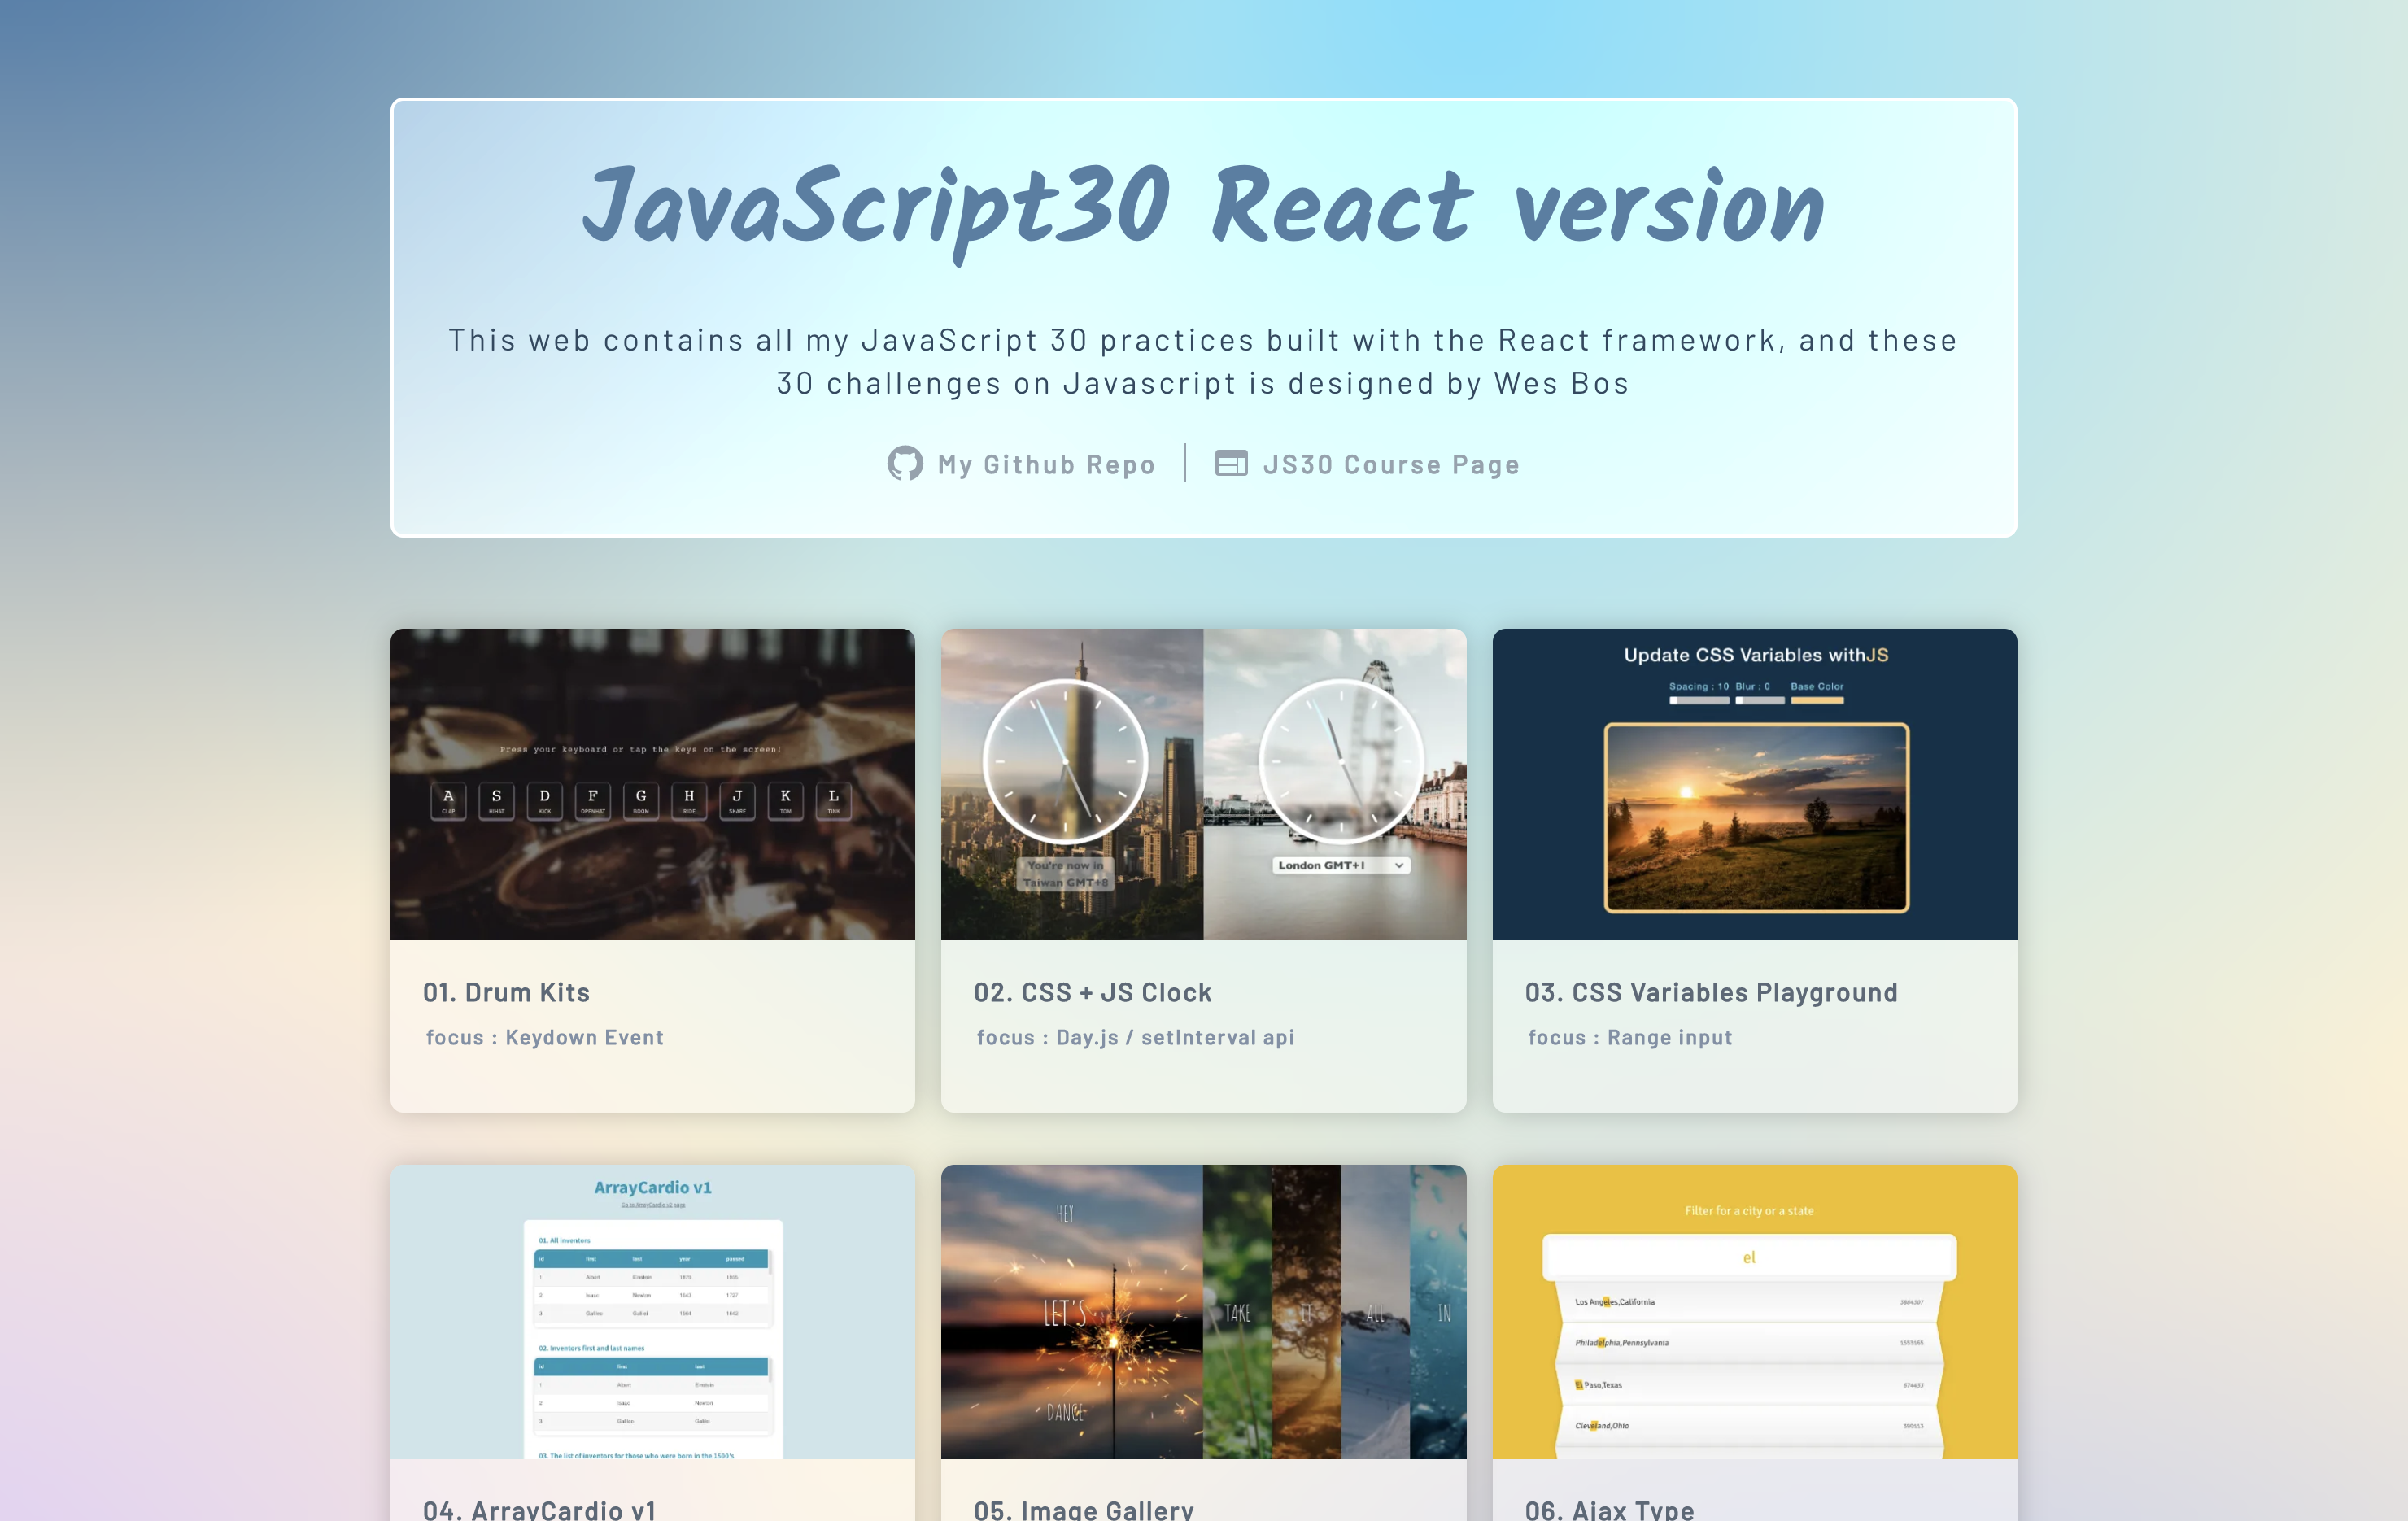 JavaScript30 React version
This web contains all my JavaScript 30 practices built with the React framework, and these
30 challenges on Javascript is designed by Wes Bos
My Github Repo
JS30 Course Page
Press your keyboard or tap the keys on the screen!
A S D F G H J K L
CLAP HIHAT KICK OPENHAT BOOM RIDE SNARE TOM TINK
You're now in
Taiwan GMT+8
London GMT+1
Update CSS Variables withJS
Spacing : 10 Blur : 0 Base Color
01. Drum Kits
focus : Keydown Event
02. CSS + JS Clock
focus : Day.js / setInterval api
03. CSS Variables Playground
focus : Range input
ArrayCardio v1
Go to ArrayCardio v2 page
01. All inventors
id first last year passed
1 Albert Einstein 1879 1955
2 Isaac Newton 1643 1727
3 Galileo Galilei 1564 1642
02. Inventors first and last names
id first last
1 Albert Einstein
2 Isaac Newton
3 Galileo Galilei
03. The list of inventors for those who were born in the 1500's
HEY
LET'S TAKE IT ALL IN
DANCE
Filter for a city or a state
el
Los Angeles,California
Philadelphia,Pennsylvania 1553165
El Paso,Texas 674433
Cleveland,Ohio 390113
04. ArrayCardio v1
05. Image Gallery
06. Ajax Type